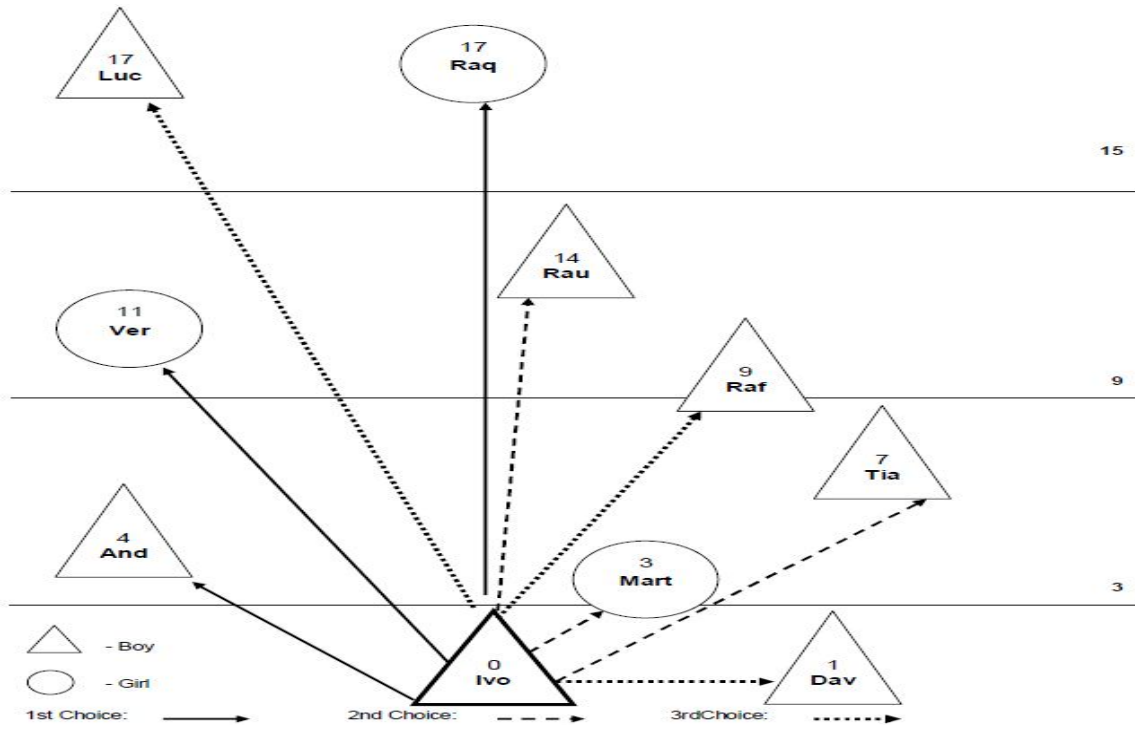 17
Luc
17
Raq
15
14
Rau
11
Ver
9
Raf
9
7
Tia
4
And
3
Mart
3
0
Ivo
1
Dav
- Boy
- Girl
1st Choice:
2nd Choice:
3rdChoice: